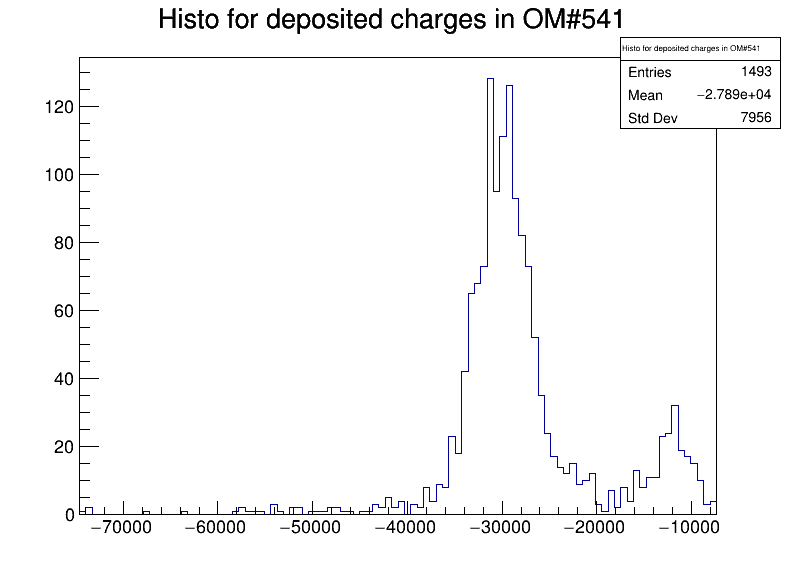 Histo for deposited charges in OM#541
Histo for deposited charges in OM#541
Entries 1493
Mean −2.789e+04
Std Dev 7956
120
100
80
60
40
20
0
−70000 −60000 −50000 −40000 −30000 −20000 −10000